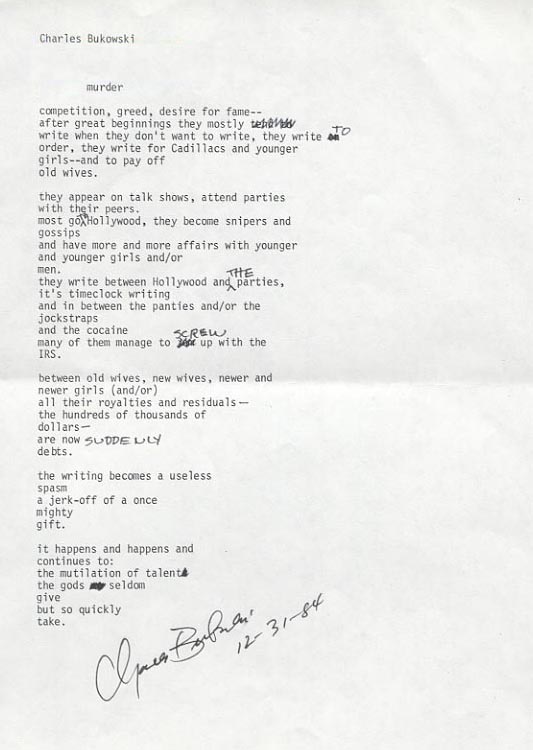 Charles Bukowski
murder
competition, greed, desire for fame--
after great beginnings they mostly
write when they don't want to write, they write TO
order, they write for Cadillacs and younger
girls--and to pay off
old wives.
they appear on talk shows, attend parties
with their peers.
most go TO Hollywood, they become snipers and
gossips
and have more and more affairs with younger
and younger girls and/or
men.
they write between Hollywood and THE parties,
it's timeclock writing
and in between the panties and/or the
jockstraps
and the cocaine
many of them manage to SCREW up with the
IRS.
between old wives, new wives, newer and
newer girls (and/or)
all their royalties and residuals—
the hundreds of thousands of
dollars—
are now SUDDENLY
debts.
the writing becomes a useless
spasm
a jerk-off of a once
mighty
gift.
it happens and happens and
continues to:
the mutilation of talent
the gods seldom
give
but so quickly
take.
Charles Bukowski
12-31-84